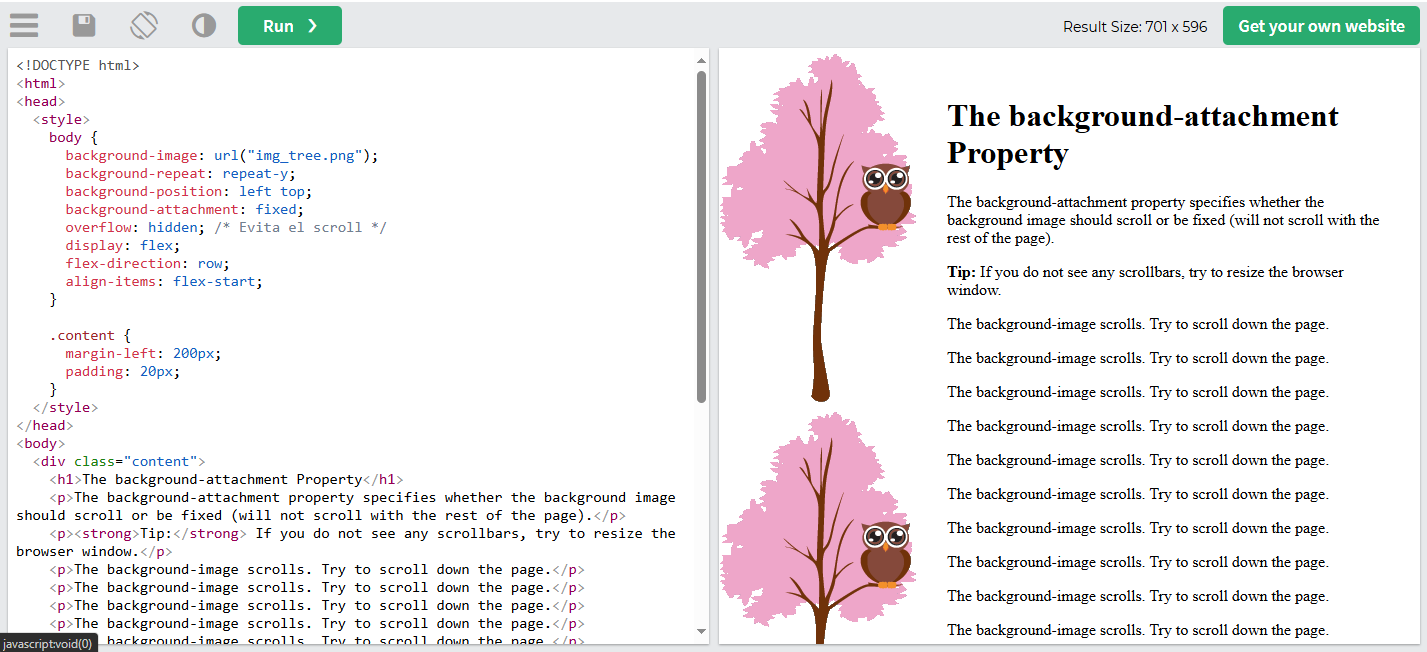 Run ❯
Result Size: 701 x 596
Get your own website
<!DOCTYPE html>
<html>
<head>
<style>
body {
background-image: url("img_tree.png");
background-repeat: repeat-y;
background-position: left top;
background-attachment: fixed;
overflow: hidden; /* Evita el scroll */
display: flex;
flex-direction: row;
align-items: flex-start;
}
.content {
margin-left: 200px;
padding: 20px;
}
</style>
</head>
<body>
<div class="content">
<h1>The background-attachment Property</h1>
<p>The background-attachment property specifies whether the background image
should scroll or be fixed (will not scroll with the rest of the page).</p>
<p><strong>Tip:</strong> If you do not see any scrollbars, try to resize the
browser window.</p>
<p>The background-image scrolls. Try to scroll down the page.</p>
<p>The background-image scrolls. Try to scroll down the page.</p>
<p>The background-image scrolls. Try to scroll down the page.</p>
<p>The background-image scrolls. Try to scroll down the page.</p>
background-image scrolls. Try to scroll down the page.</p>
javascript:void(0)
The background-attachment
Property
The background-attachment property specifies whether the
background image should scroll or be fixed (will not scroll with the
rest of the page).
Tip: If you do not see any scrollbars, try to resize the browser
window.
The background-image scrolls. Try to scroll down the page.
The background-image scrolls. Try to scroll down the page.
The background-image scrolls. Try to scroll down the page.
The background-image scrolls. Try to scroll down the page.
The background-image scrolls. Try to scroll down the page.
The background-image scrolls. Try to scroll down the page.
The background-image scrolls. Try to scroll down the page.
The background-image scrolls. Try to scroll down the page.
The background-image scrolls. Try to scroll down the page.
The background-image scrolls. Try to scroll down the page.